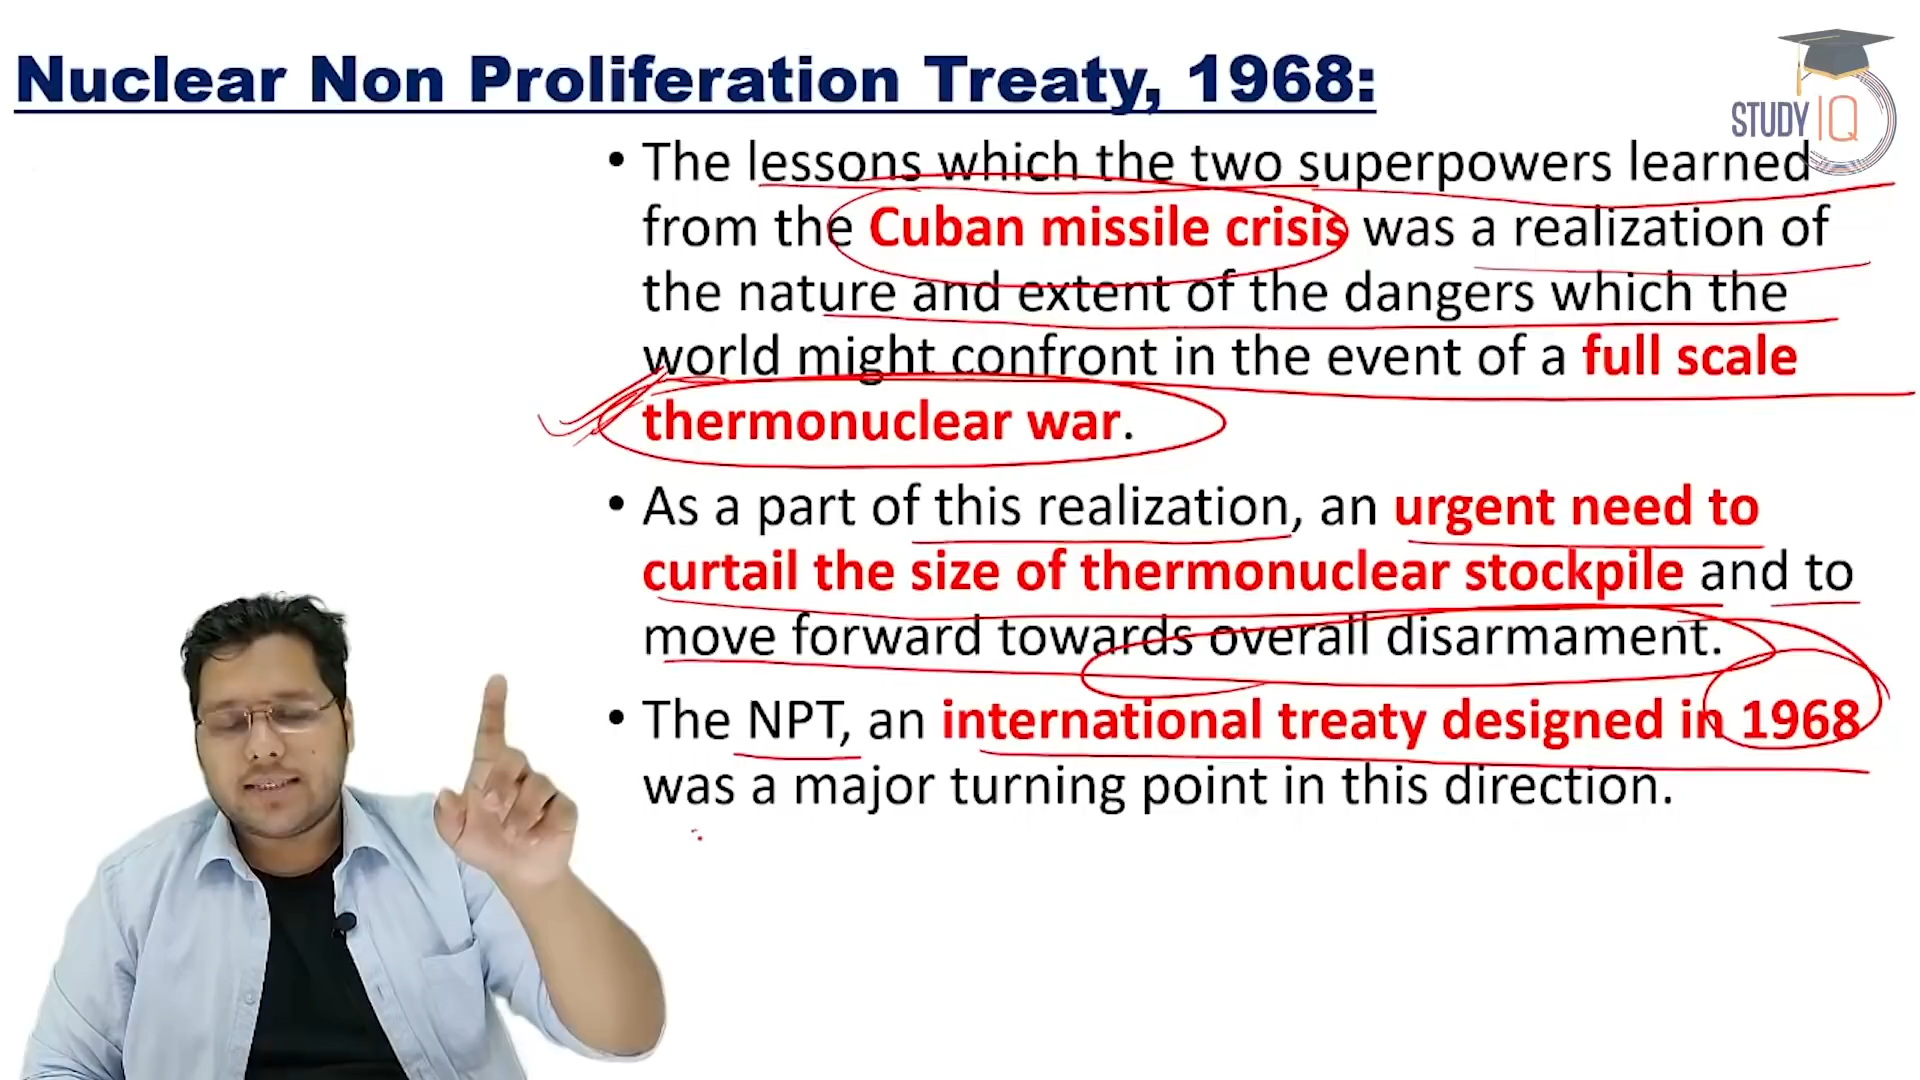 Nuclear Non Proliferation Treaty, 1968:
STUDY IQ
• The lessons which the two superpowers learned
from the Cuban missile crisis was a realization of
the nature and extent of the dangers which the
world might confront in the event of a full scale
thermonuclear war.
• As a part of this realization, an urgent need to
curtail the size of thermonuclear stockpile and to
move forward towards overall disarmament.
• The NPT, an international treaty designed in 1968
was a major turning point in this direction.